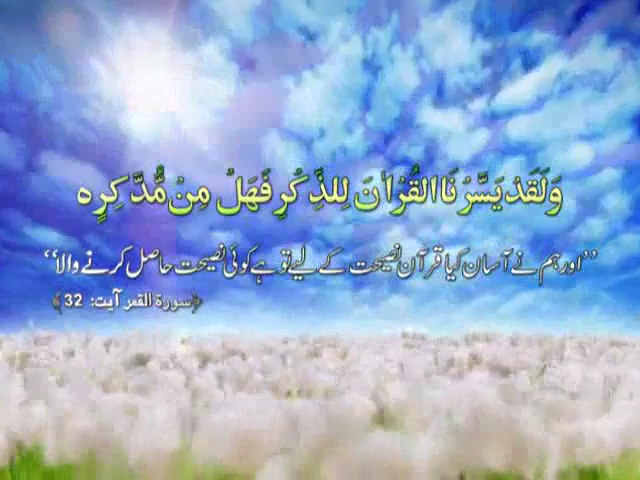 وَلَقَدْ يَسَّرْنَا الْقُرْاٰنَ لِلذِّكْرِ فَهَلْ مِنْ مُّدَّكِرٍ ہ
’’اور ہم نے آسان کیا قرآن نصیحت کے لیے تو ہے کوئی نصیحت حاصل کرنے والا‘‘
﴿سورة القمر آیت: 32﴾